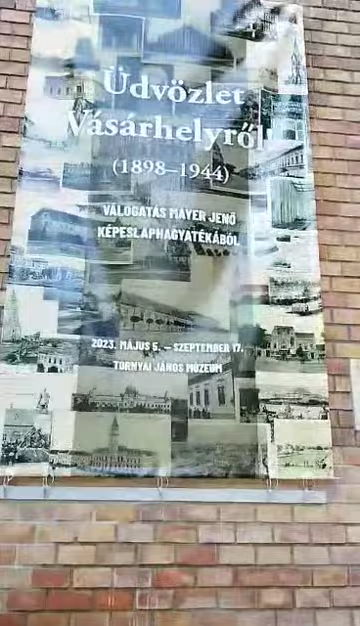 Üdvözlet
Vásárhelyről
(1898–1944)
VÁLOGATÁS MAYER JENŐ
KÉPESLAPHAGYATÉKÁBÓL
2023. MÁJUS 5. – SZEPTEMBER 17.
TORNYAI JÁNOS MÚZEUM